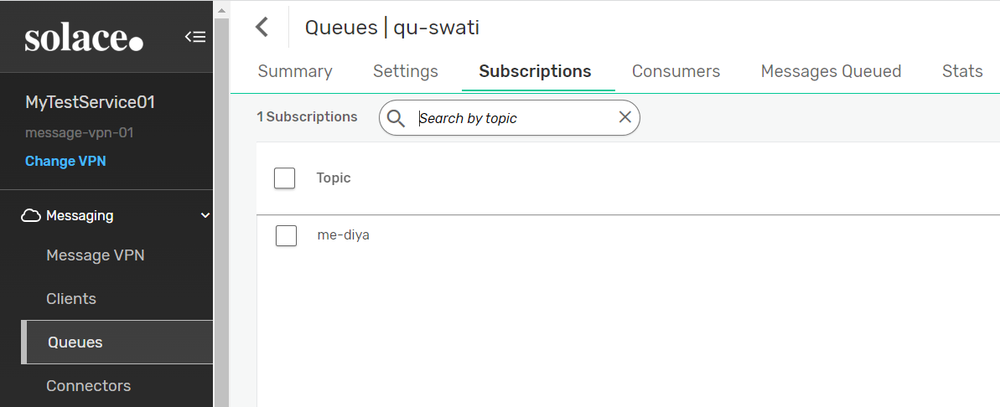 solace.
MyTestService01
message-vpn-01
Change VPN
Messaging
Message VPN
Clients
Queues
Connectors
Queues | qu-swati
Summary Settings Subscriptions Consumers Messages Queued Stats
1 Subscriptions Search by topic
Topic
me-diya